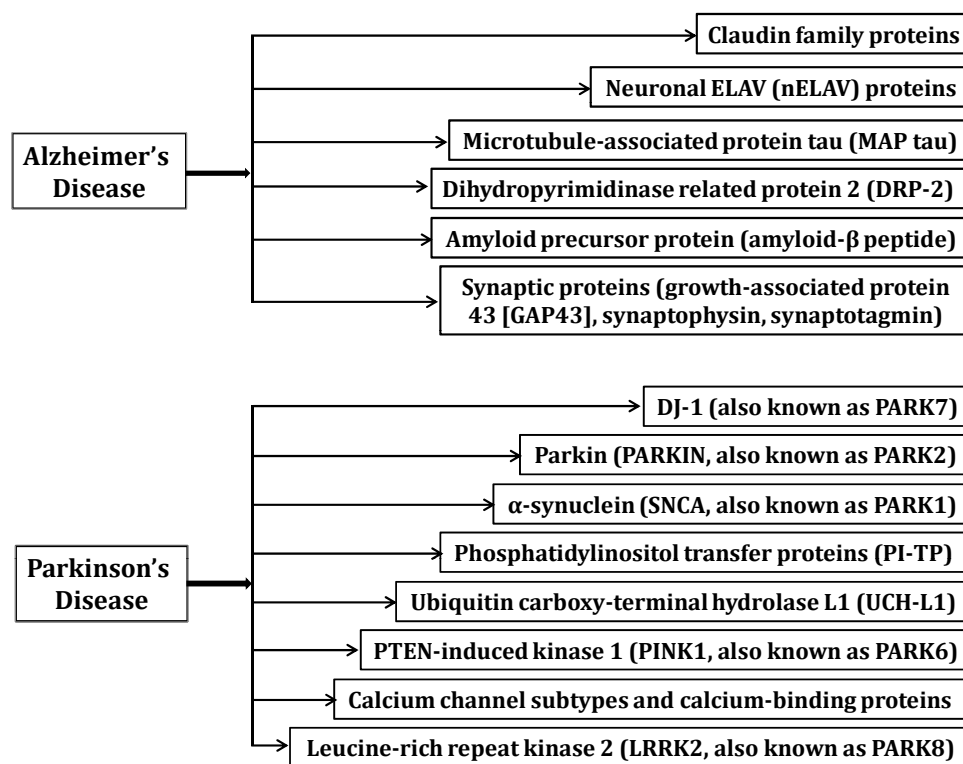 Alzheimer's
Disease
Claudin family proteins
Neuronal ELAV (nELAV) proteins
Microtubule-associated protein tau (MAP tau)
Dihydropyrimidinase related protein 2 (DRP-2)
Amyloid precursor protein (amyloid-β peptide)
Synaptic proteins (growth-associated protein
43 [GAP43], synaptophysin, synaptotagmin)
Parkinson's
Disease
DJ-1 (also known as PARK7)
Parkin (PARKIN, also known as PARK2)
α-synuclein (SNCA, also known as PARK1)
Phosphatidylinositol transfer proteins (PI-TP)
Ubiquitin carboxy-terminal hydrolase L1 (UCH-L1)
PTEN-induced kinase 1 (PINK1, also known as PARK6)
Calcium channel subtypes and calcium-binding proteins
Leucine-rich repeat kinase 2 (LRRK2, also known as PARK8)